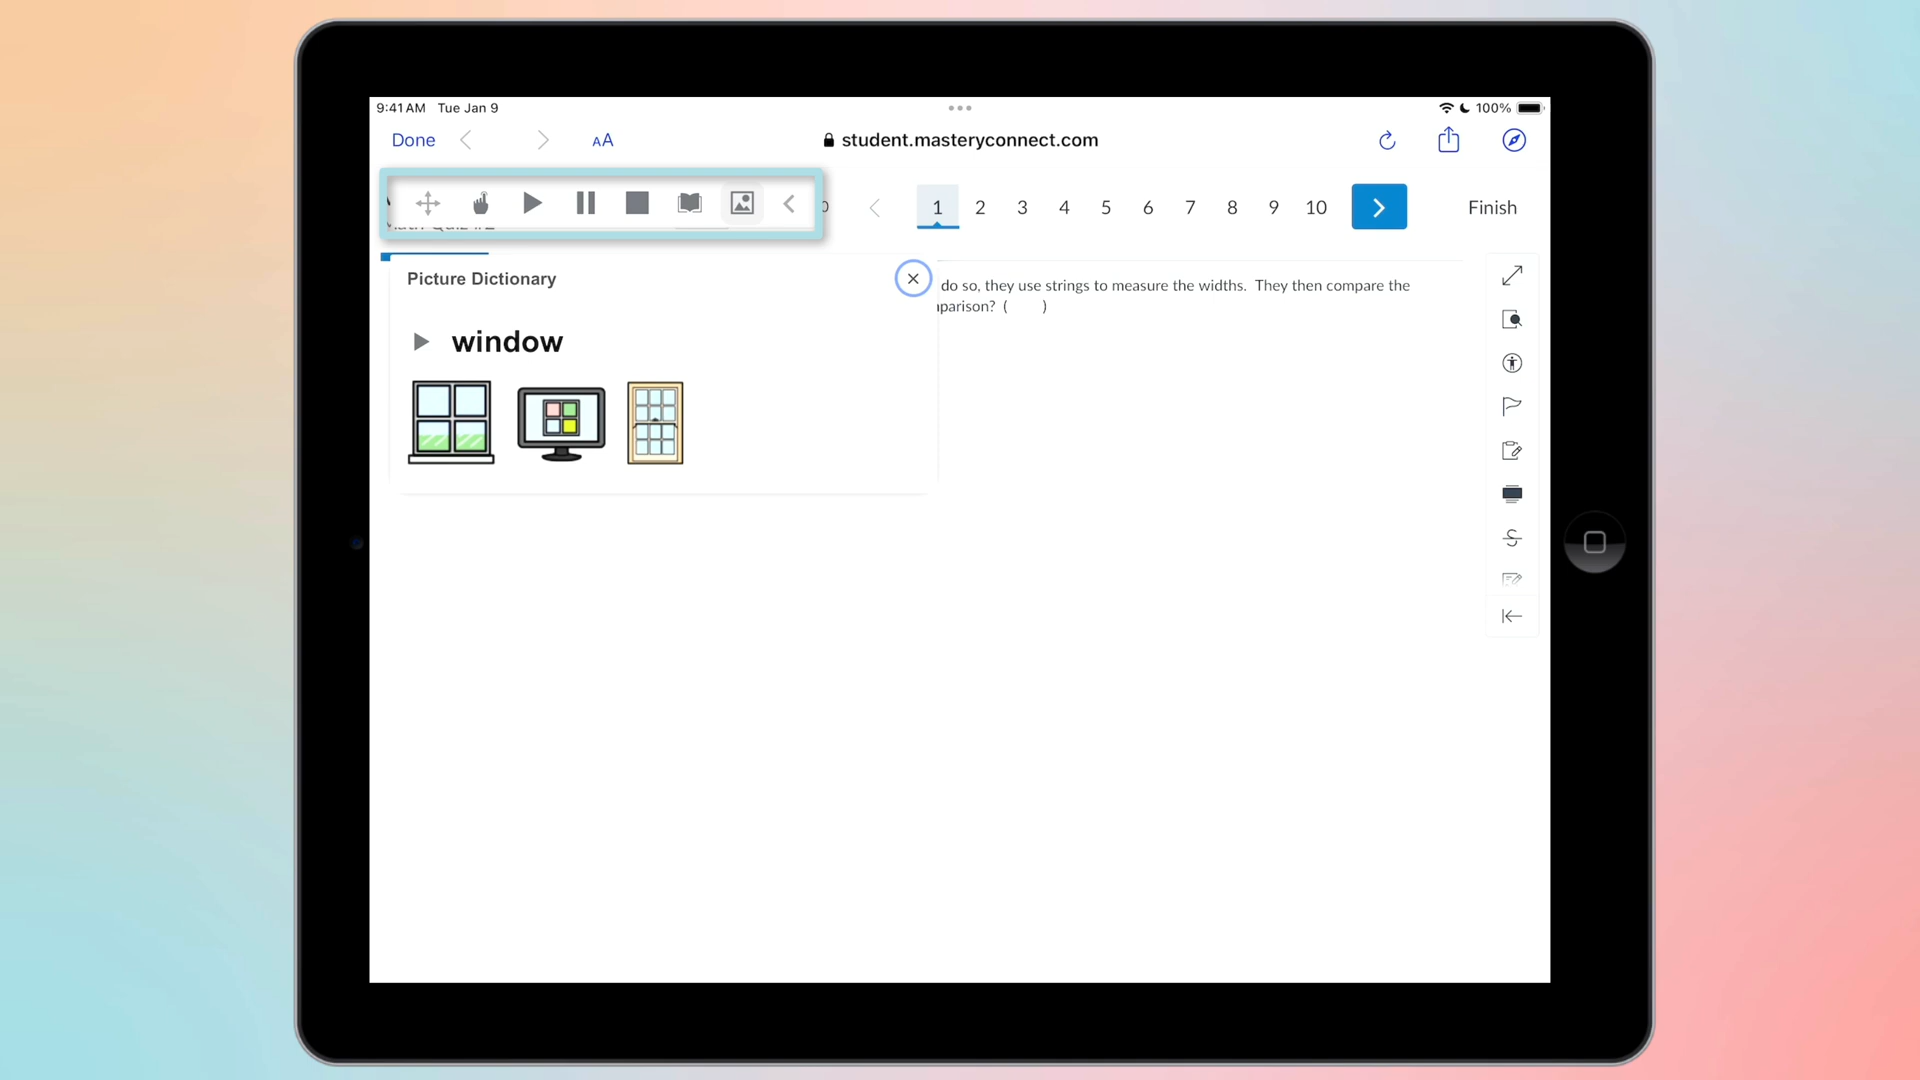 9:41 AM Tue Jan 9
100%
Done
AA
student.masteryconnect.com
1 2 3 4 5 6 7 8 9 10
Finish
Picture Dictionary
do so, they use strings to measure the widths. They then compare the
? ( )
window